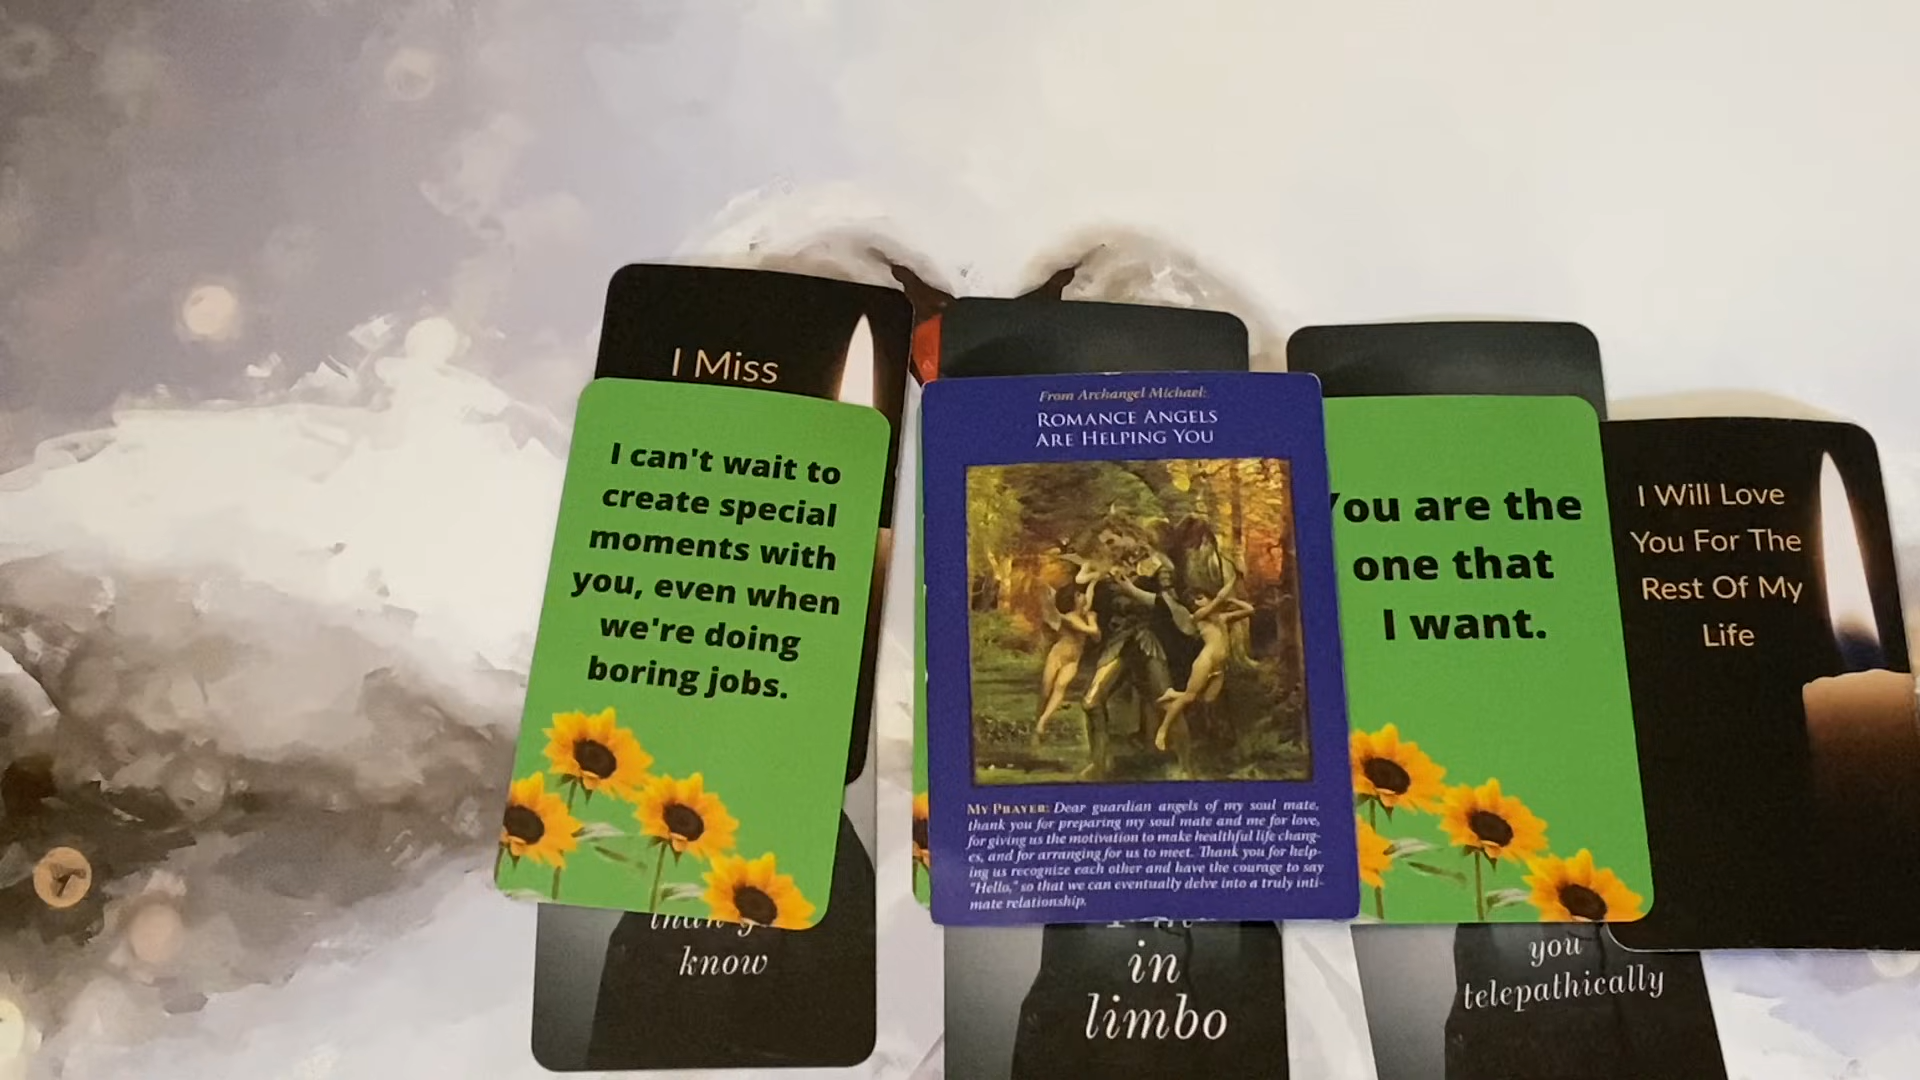 I Miss
I can't wait to
create special
moments with
you, even when
we're doing
boring jobs.
know
From Archangel Michael:
ROMANCE ANGELS
ARE HELPING YOU
MY PRAYER: Dear guardian angels of my soul mate,
thank you for preparing my soul mate and me for love,
for giving us the motivation to make healthful life chang-
es, and for arranging for us to meet. Thank you for help-
ing us recognize each other and have the courage to say
"Hello," so that we can eventually delve into a truly inti-
mate relationship.
in
limbo
You are the
one that
I want.
you
telepathically
I Will Love
You For The
Rest Of My
Life